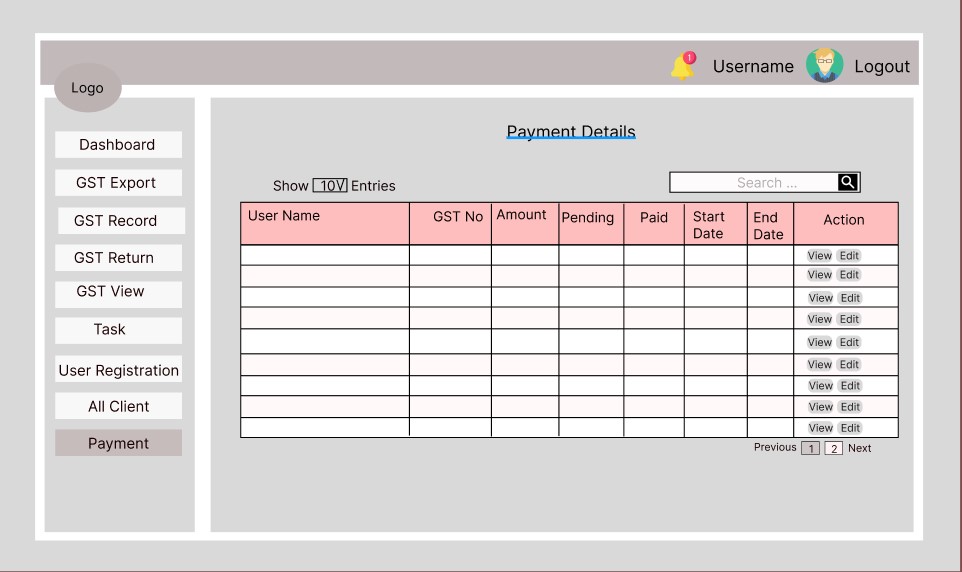 1
Username
Logout
Logo
Dashboard
GST Export
GST Record
GST Return
GST View
Task
User Registration
All Client
Payment
Payment Details
Show 10V Entries
Search ...
User Name GST No Amount Pending Paid Start Date End Date Action
View Edit
View Edit
View Edit
View Edit
View Edit
View Edit
View Edit
View Edit
View Edit
Previous 1 2 Next